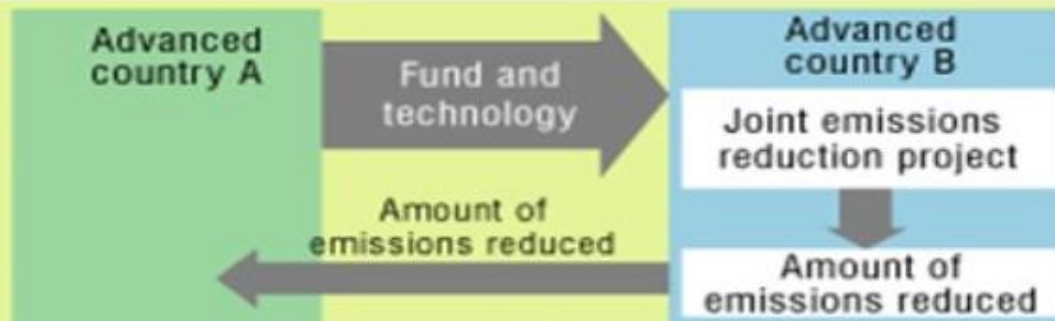 Advanced
country A
Fund and
technology
Advanced
country B
Joint emissions
reduction project
Amount of
emissions reduced
Amount of
emissions reduced